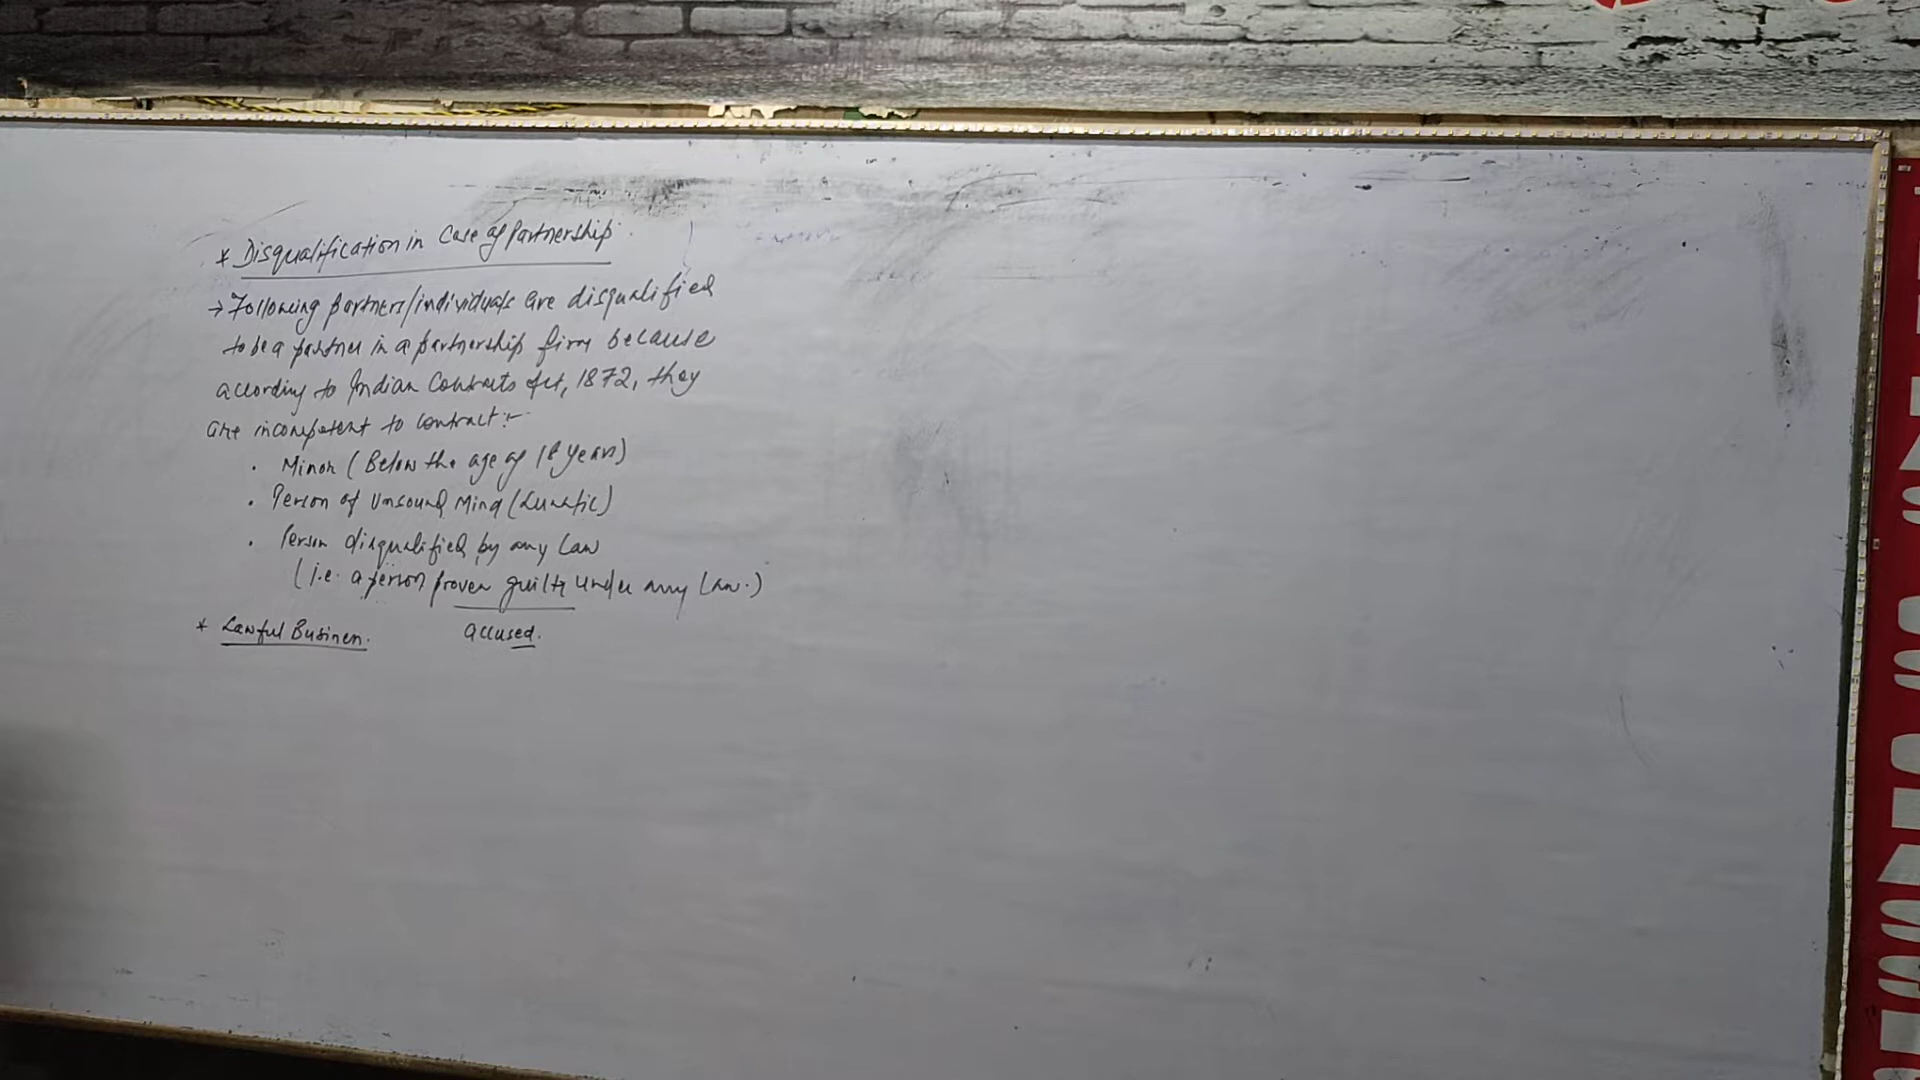 * Disqualification in Case of Partnership.
→ Following partners/individuals are disqualified
to be a partner in a partnership firm because
according to Indian Contracts Act, 1872, they
are incompetent to contract:-
• Minor (Below the age of 18 years)
• Person of Unsound Mind (Lunatic)
• Person disqualified by any Law
(i.e. a person proven guilty under any Law.)
* Lawful Business. accused.